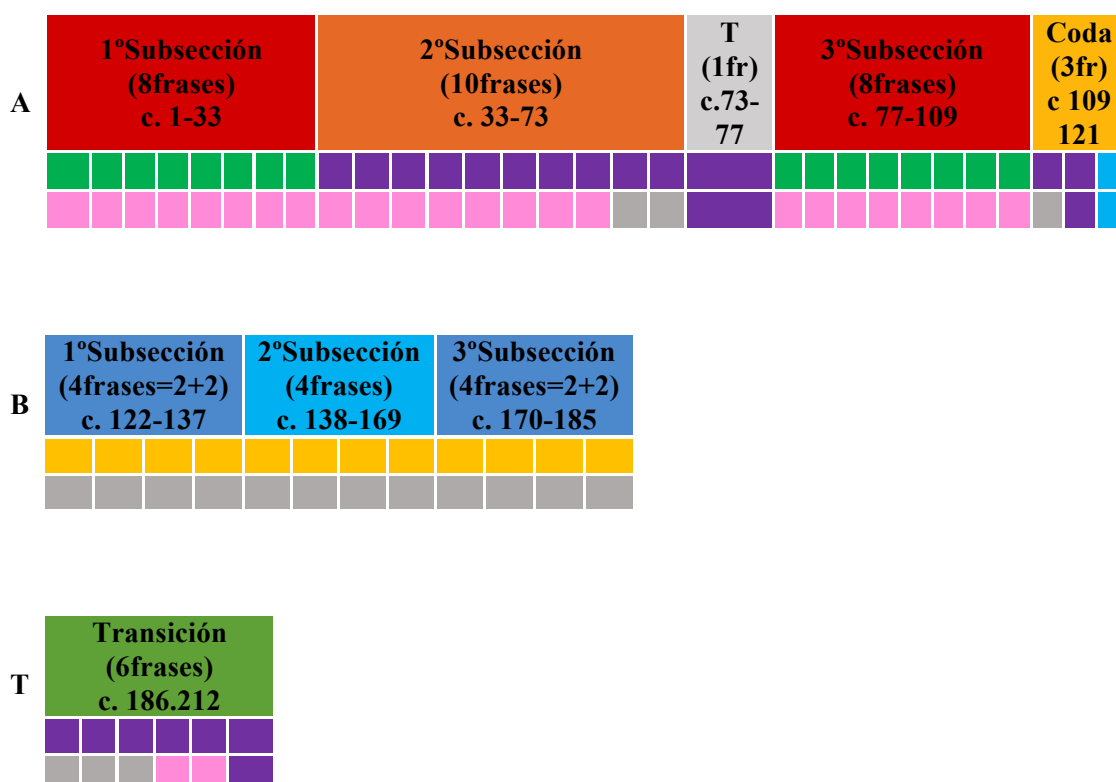 A
1ºSubsección
(8frases)
c. 1-33
2ºSubsección
(10frases)
c. 33-73
T
(1fr)
c.73-
77
3ºSubsección
(8frases)
c. 77-109
Coda
(3fr)
c 109
121
B
1ºSubsección
(4frases=2+2)
c. 122-137
2ºSubsección
(4frases)
c. 138-169
3ºSubsección
(4frases=2+2)
c. 170-185
T
Transición
(6frases)
c. 186.212